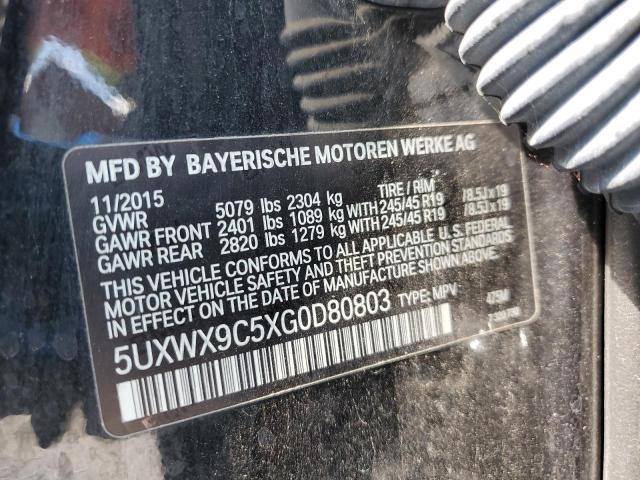 MFD BY BAYERISCHE MOTOREN WERKE AG
11/2015 TIRE / RIM
GVWR 5079 lbs 2304 kg
GAWR FRONT 2401 lbs 1089 kg WITH 245/45 R19 /8.5J x 19
GAWR REAR 2820 lbs 1279 kg WITH 245/45 R19 /8.5J x 19
THIS VEHICLE CONFORMS TO ALL APPLICABLE U.S. FEDERAL
MOTOR VEHICLE SAFETY AND THEFT PREVENTION STANDARDS
IN EFFECT ON THE DATE OF MANUFACTURE SHOWN ABOVE.
5UXWX9C5XG0D80803 TYPE: MPV 475M